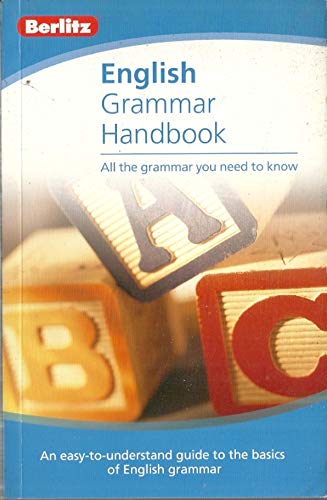 Berlitz
English
Grammar
Handbook
All the grammar you need to know
A
B
C
An easy-to-understand guide to the basics
of English grammar